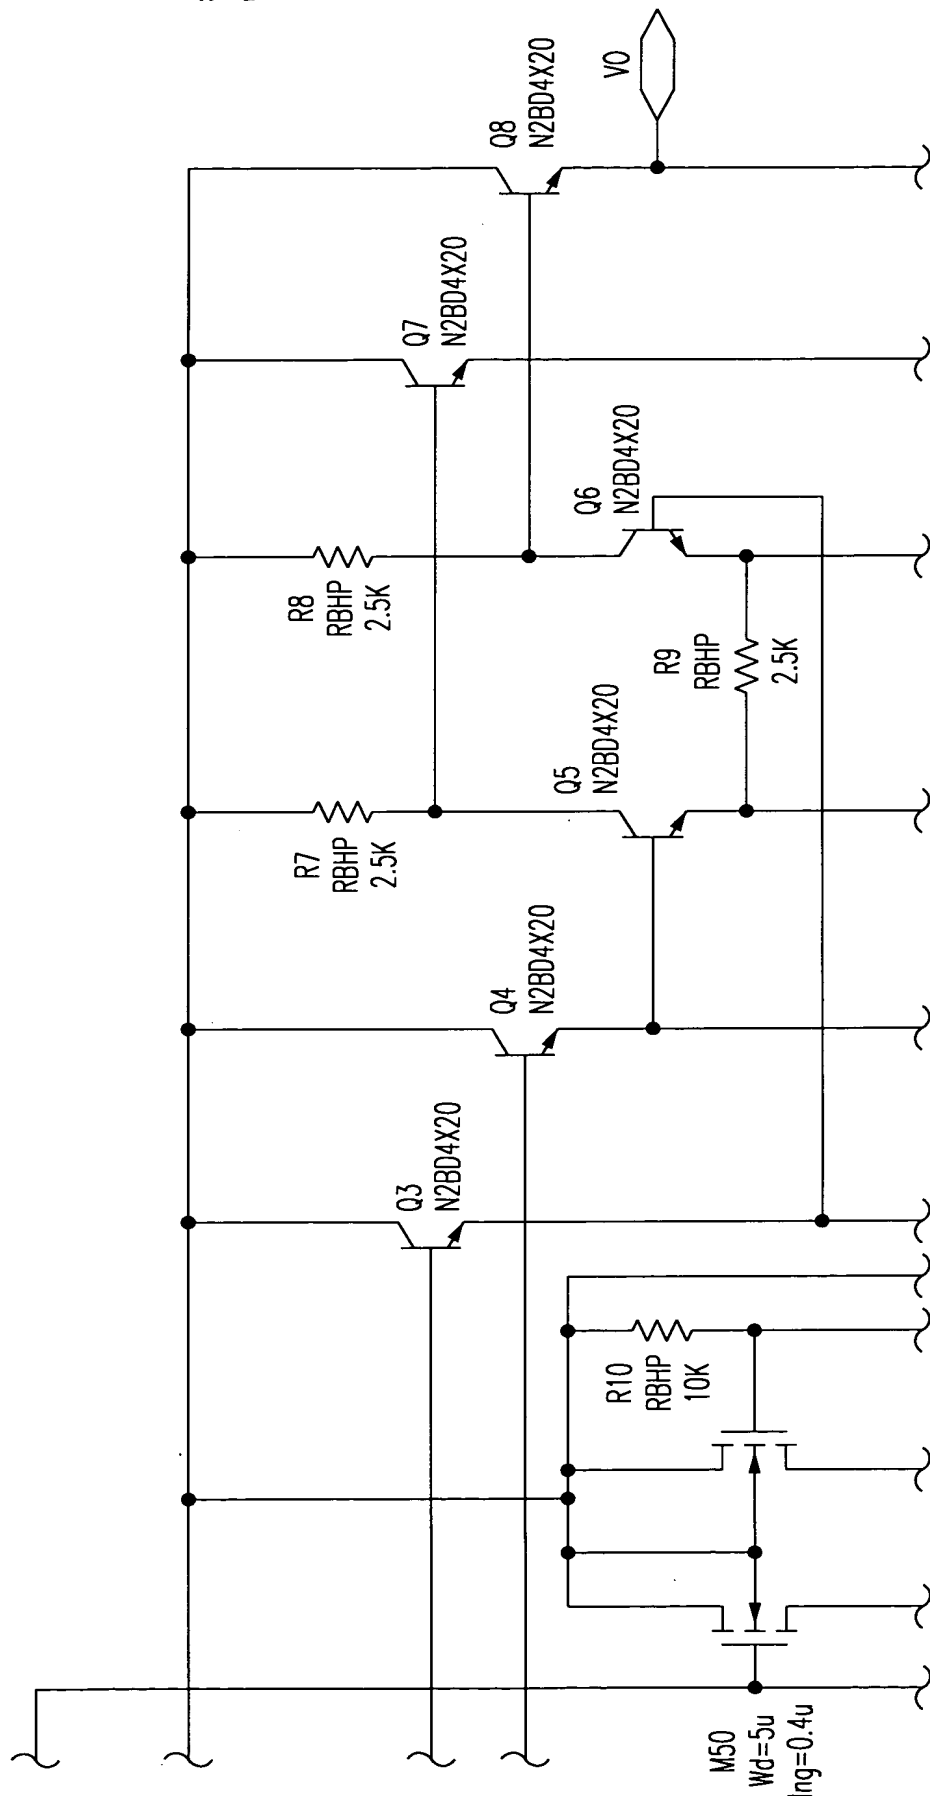 VO
Q8
N2BD4X20
Q7
N2BD4X20
Q6
N2BD4X20
R8
RBHP
2.5K
R9
RBHP
2.5K
Q5
N2BD4X20
R7
RBHP
2.5K
Q4
N2BD4X20
Q3
N2BD4X20
R10
RBHP
10K
M50
Wd=5u
lng=0.4u